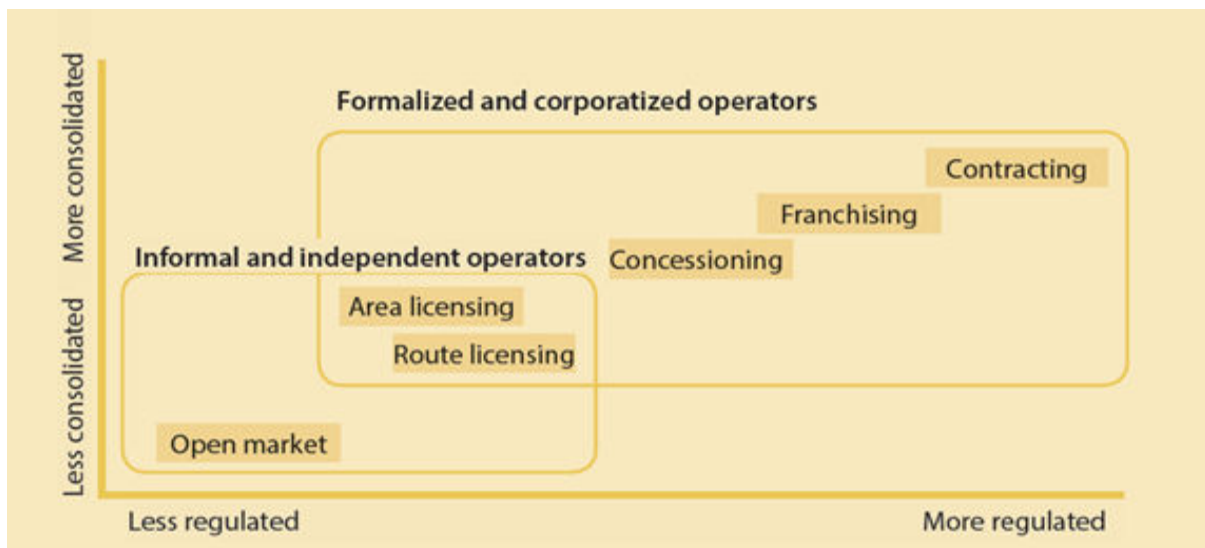 More consolidated
Less consolidated
Formalized and corporatized operators
Contracting
Franchising
Informal and independent operators
Concessioning
Area licensing
Route licensing
Open market
Less regulated
More regulated